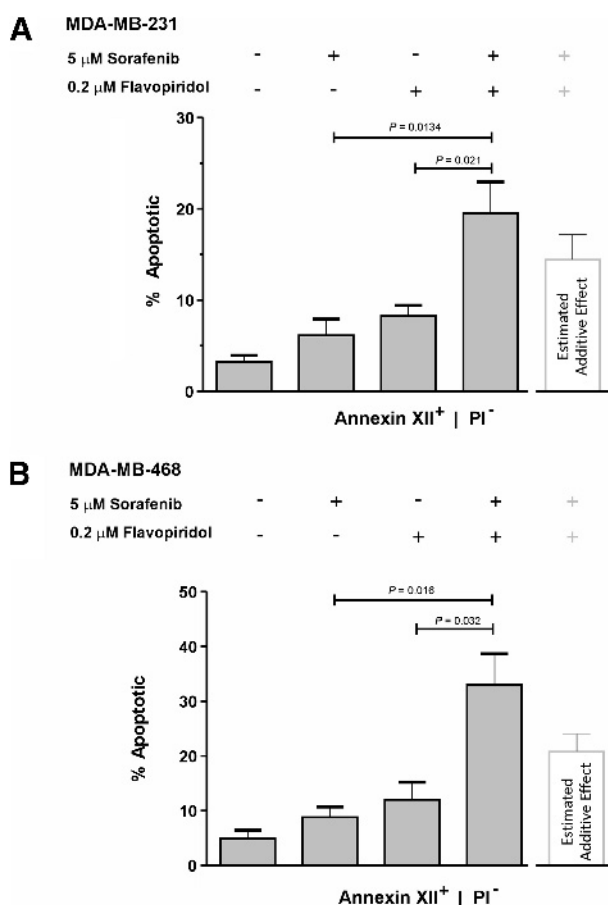 A
MDA-MB-231
5 μM Sorafenib - + - + +
0.2 μM Flavopiridol - - + + +
30
20
10
0
% Apoptotic
P = 0.0134
P = 0.021
Estimated
Additive Effect
Annexin XII+ | PI-
B
MDA-MB-468
5 μM Sorafenib - + - + +
0.2 μM Flavopiridol - - + + +
50
40
30
20
10
0
% Apoptotic
P = 0.016
P = 0.032
Estimated
Additive Effect
Annexin XII+ | PI-